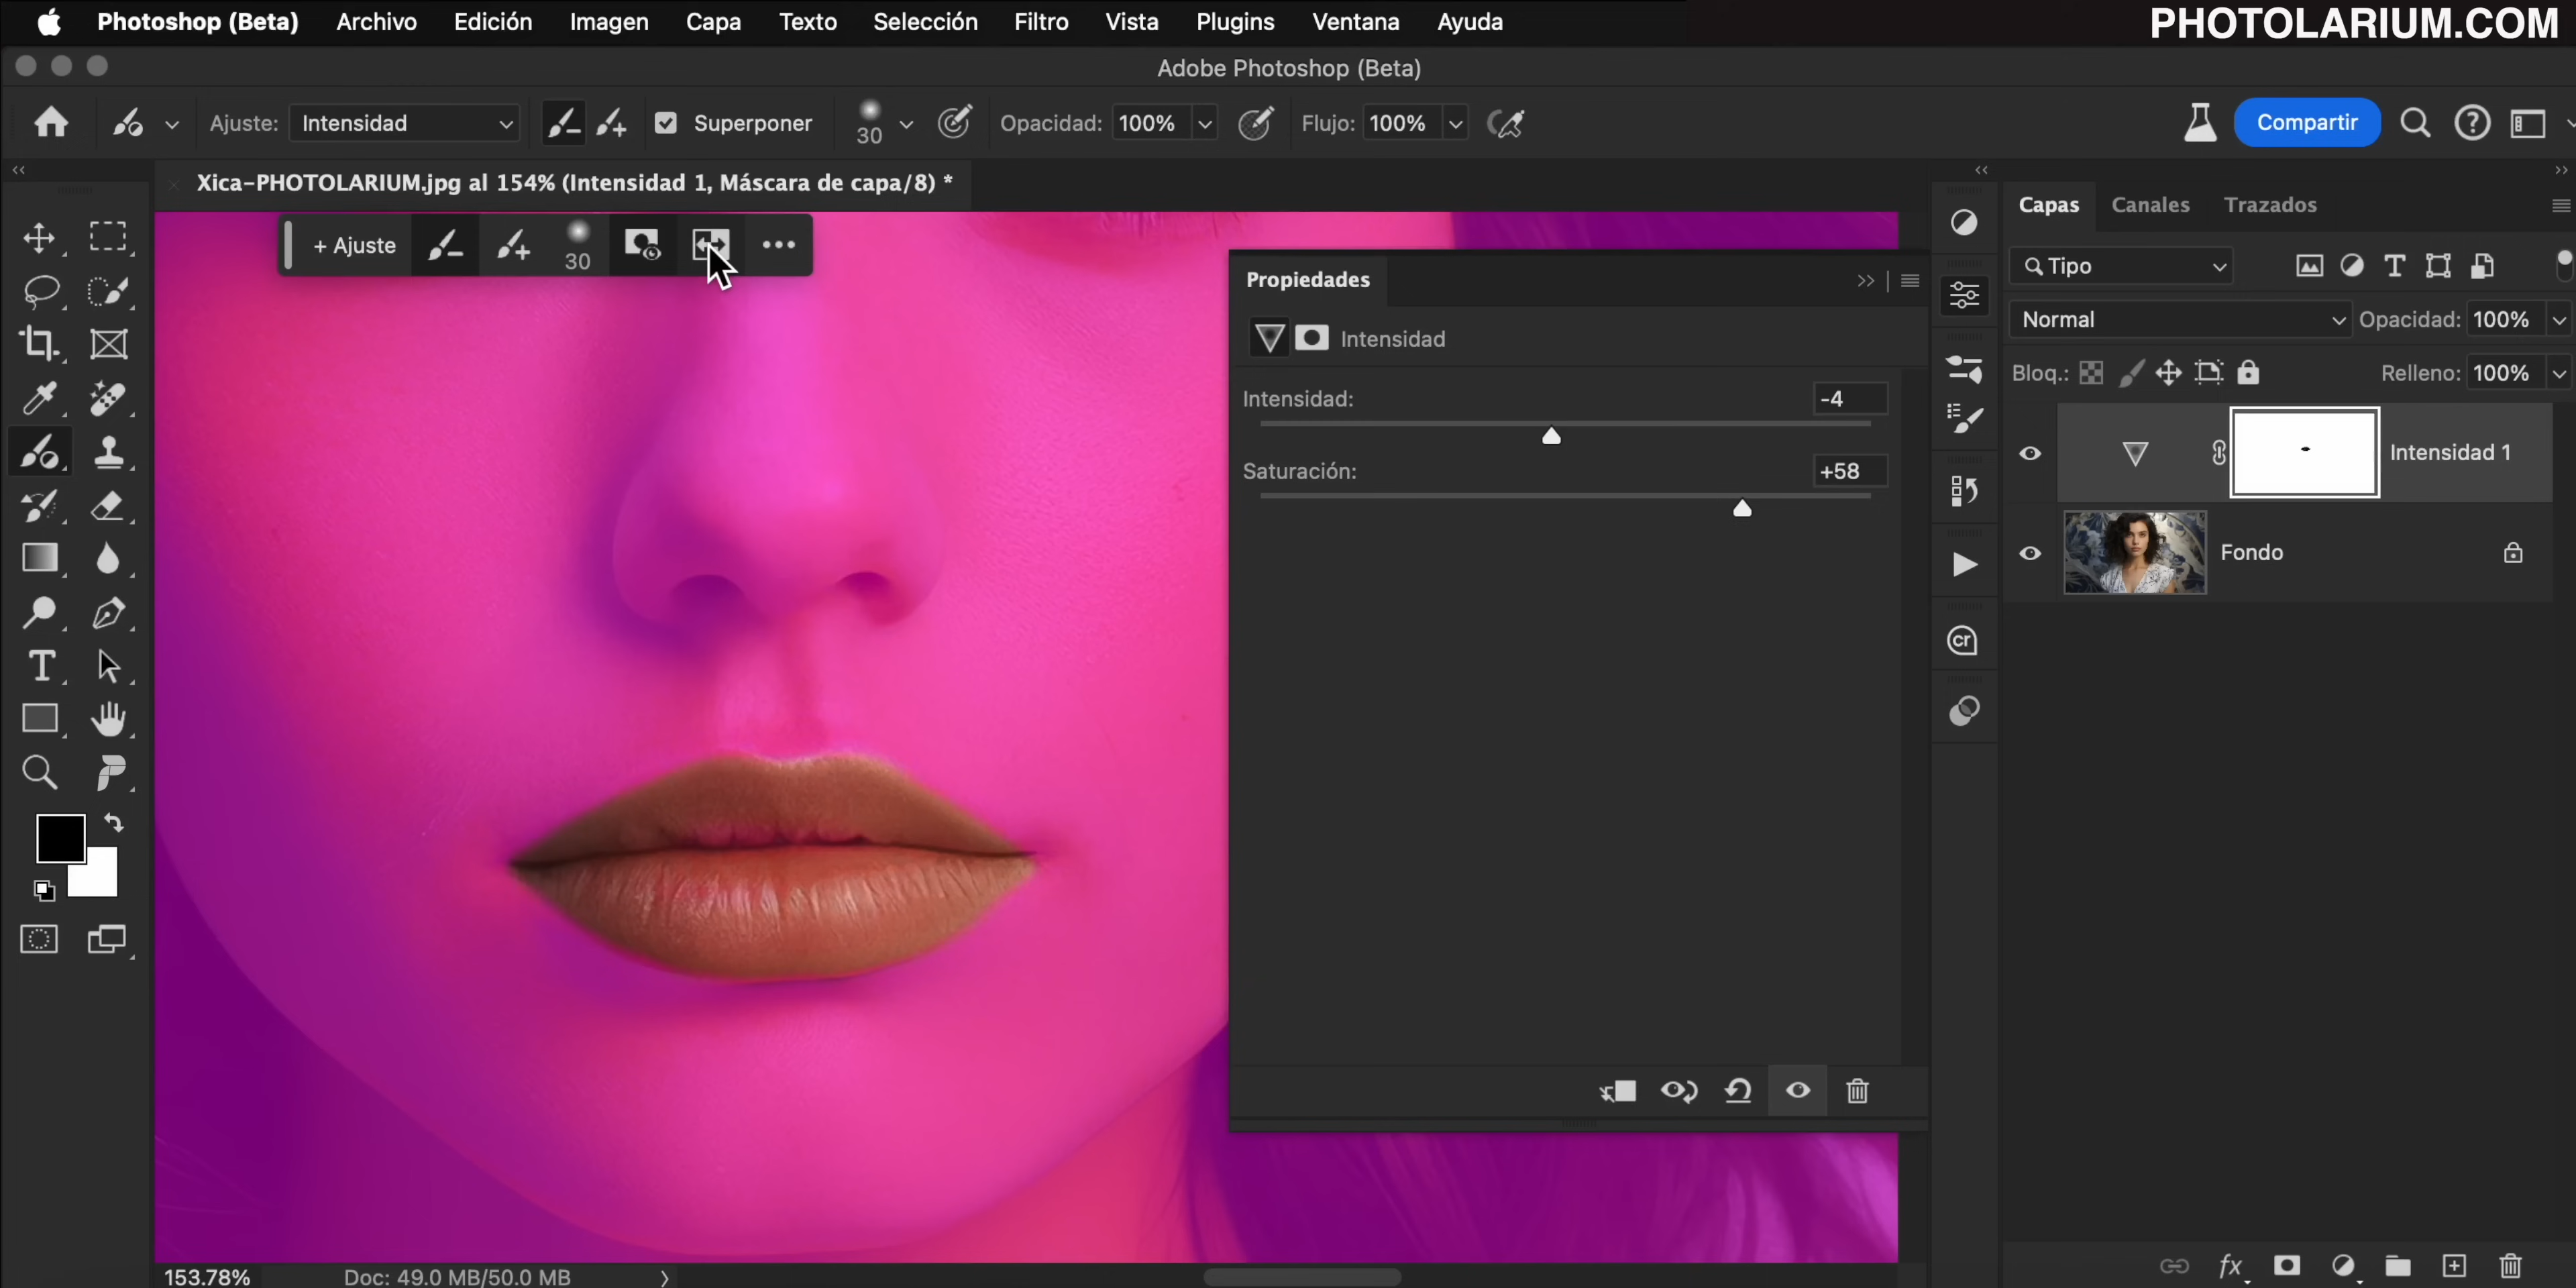 Photoshop (Beta) Archivo Edición Imagen Capa Texto Selección Filtro Vista Plugins Ventana Ayuda
PHOTOLARIUM.COM
Adobe Photoshop (Beta)
Ajuste: Intensidad Superponer 30 Opacidad: 100% Flujo: 100% Compartir
Xica-PHOTOLARIUM.jpg al 154% (Intensidad 1, Máscara de capa/8) *
+ Ajuste 30
Propiedades
Intensidad
Intensidad: -4
Saturación: +58
Capas Canales Trazados
Tipo
Normal Opacidad: 100%
Bloq.: Relleno: 100%
Intensidad 1
Fondo
cr
fx
153.78% Doc: 49.0 MB/50.0 MB